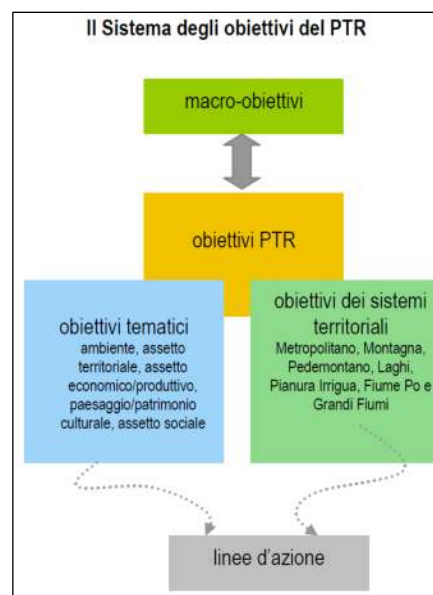 Il Sistema degli obiettivi del PTR
macro-obiettivi
obiettivi PTR
obiettivi tematici
ambiente, assetto
territoriale, assetto
economico/produttivo,
paesaggio/patrimonio
culturale, assetto sociale
obiettivi dei sistemi
territoriali
Metropolitano, Montagna,
Pedemontano, Laghi,
Pianura Irrigua, Fiume Po e
Grandi Fiumi
linee d'azione